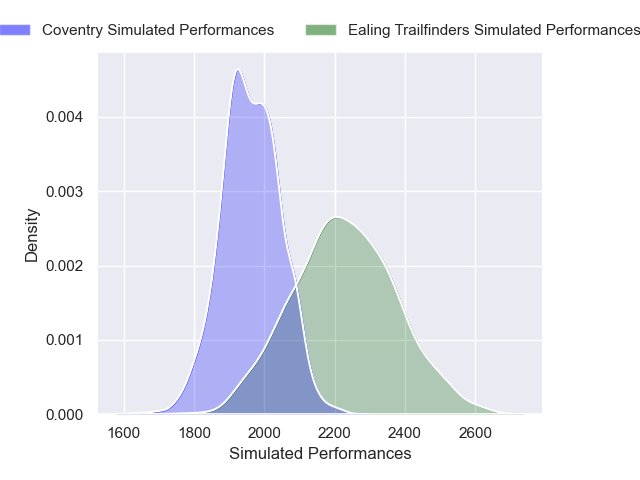 Coventry Simulated Performances
Ealing Trailfinders Simulated Performances
0.004
0.003
0.002
0.001
0.000
Density
1600 1800 2000 2200 2400 2600
Simulated Performances